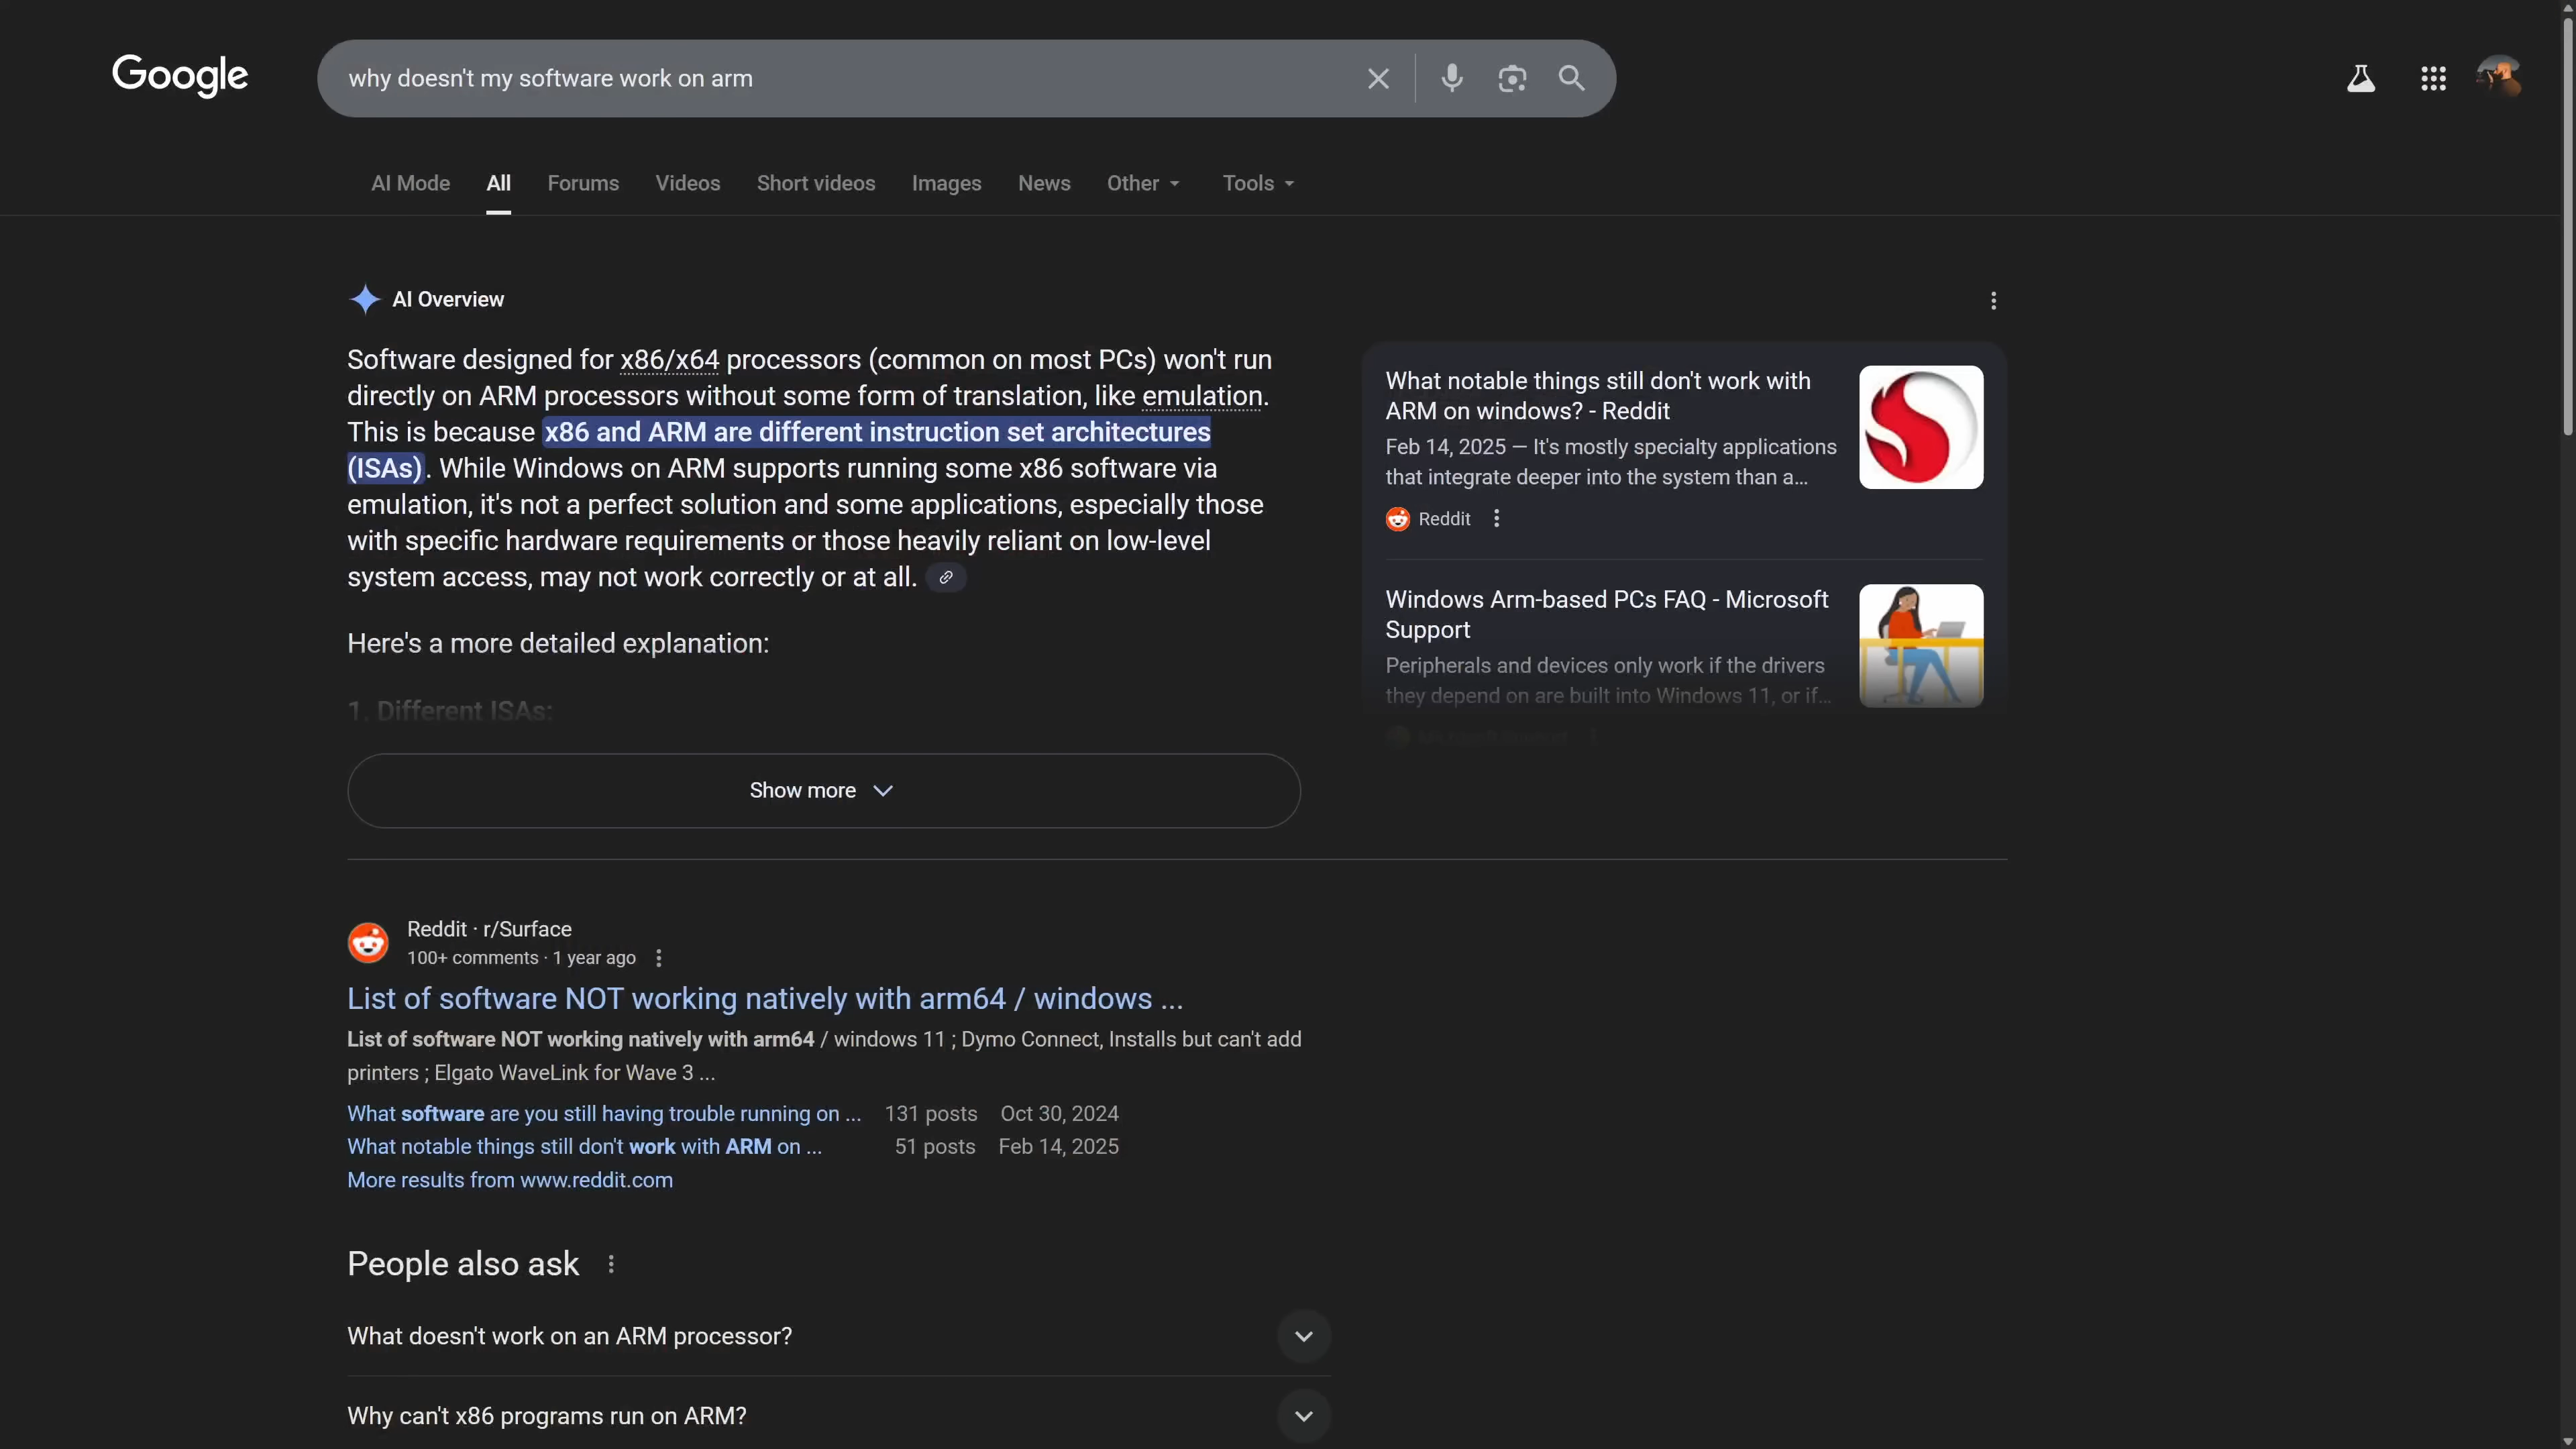 Google
why doesn't my software work on arm
AI Mode
All
Forums
Videos
Short videos
Images
News
Other
Tools
AI Overview
Software designed for x86/x64 processors (common on most PCs) won't run
directly on ARM processors without some form of translation, like emulation.
This is because x86 and ARM are different instruction set architectures
(ISAs). While Windows on ARM supports running some x86 software via
emulation, it's not a perfect solution and some applications, especially those
with specific hardware requirements or those heavily reliant on low-level
system access, may not work correctly or at all.
Here's a more detailed explanation:
1. Different ISAs:
Show more
What notable things still don't work with
ARM on windows? - Reddit
Feb 14, 2025 — It's mostly specialty applications
that integrate deeper into the system than a...
Reddit
Windows Arm-based PCs FAQ - Microsoft
Support
Peripherals and devices only work if the drivers
they depend on are built into Windows 11, or if...
Reddit · r/Surface
100+ comments · 1 year ago
List of software NOT working natively with arm64 / windows ...
List of software NOT working natively with arm64 / windows 11 ; Dymo Connect, Installs but can't add
printers ; Elgato WaveLink for Wave 3 ...
What software are you still having trouble running on ... 131 posts Oct 30, 2024
What notable things still don't work with ARM on ... 51 posts Feb 14, 2025
More results from www.reddit.com
People also ask
What doesn't work on an ARM processor?
Why can't x86 programs run on ARM?